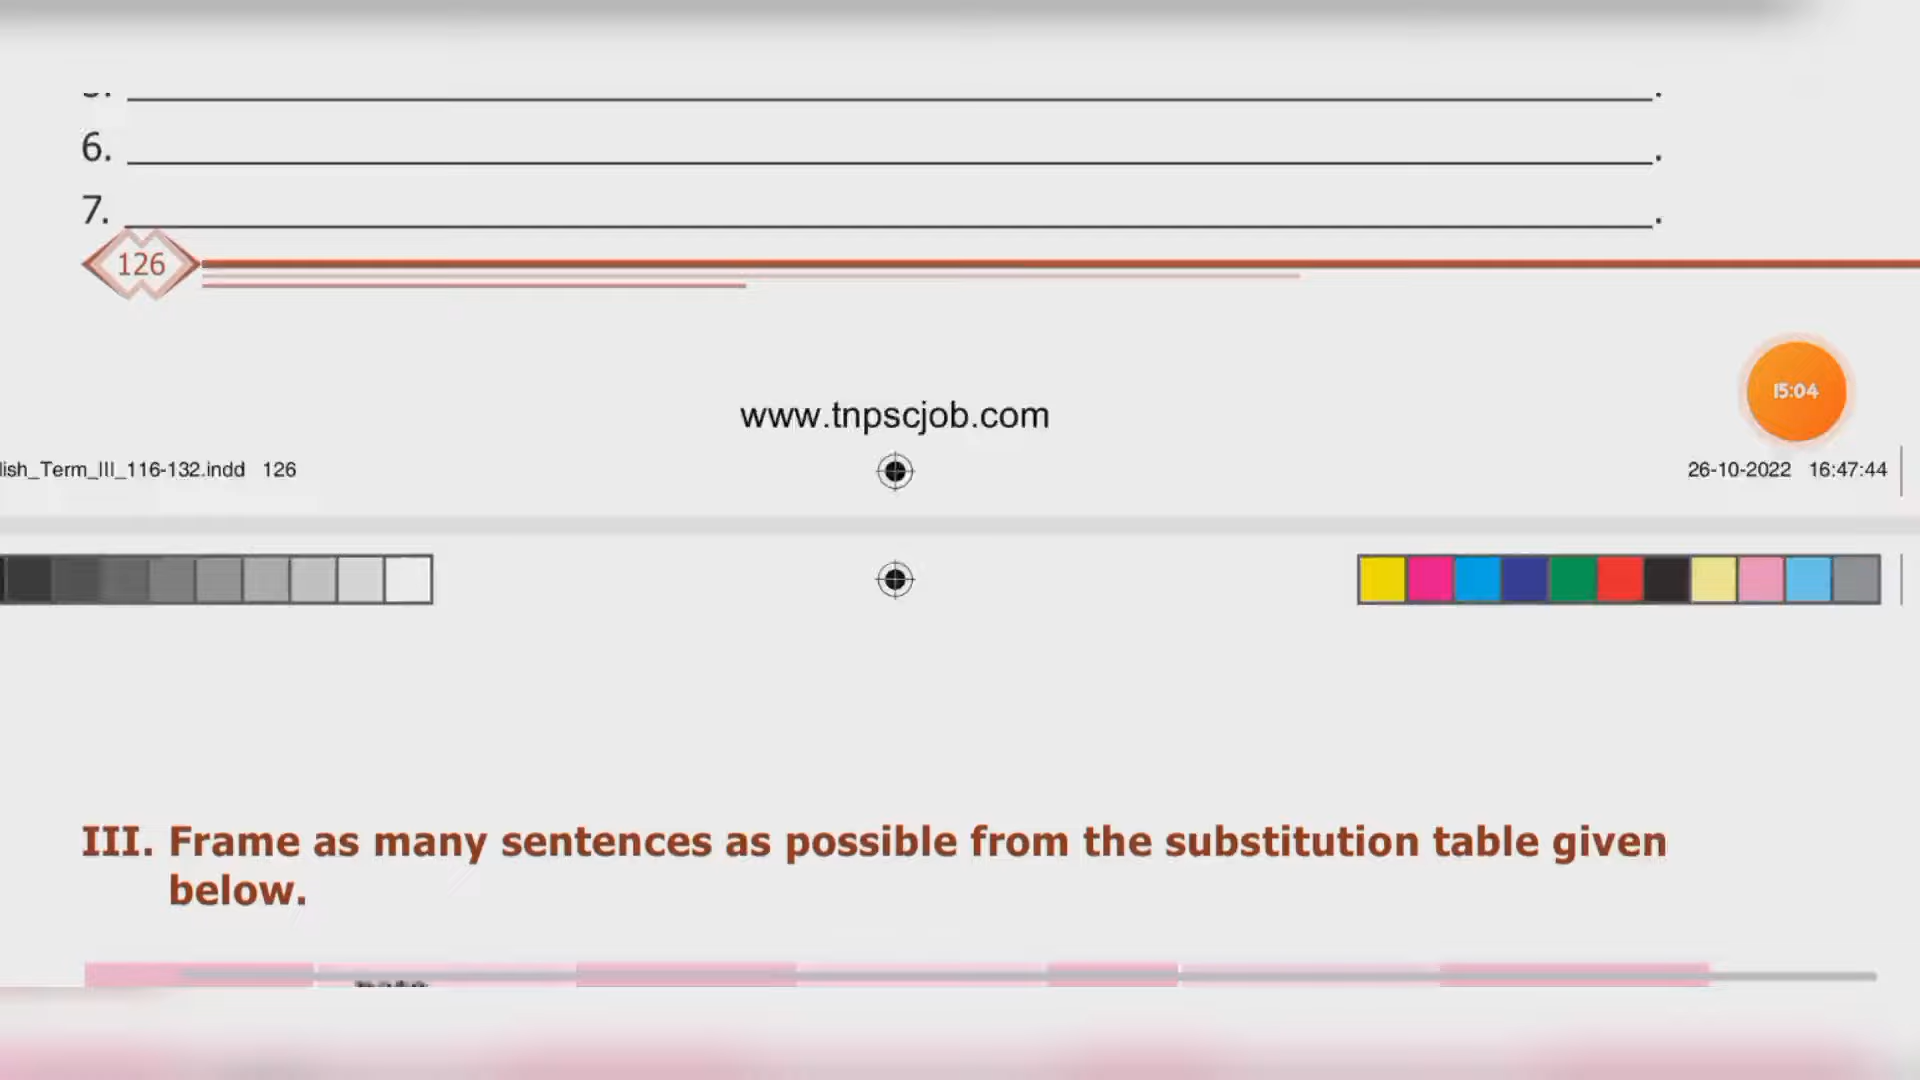 6. .
7. .
126
www.tnpscjob.com
15:04
lish_Term_III_116-132.indd 126
26-10-2022 16:47:44
III. Frame as many sentences as possible from the substitution table given
below.